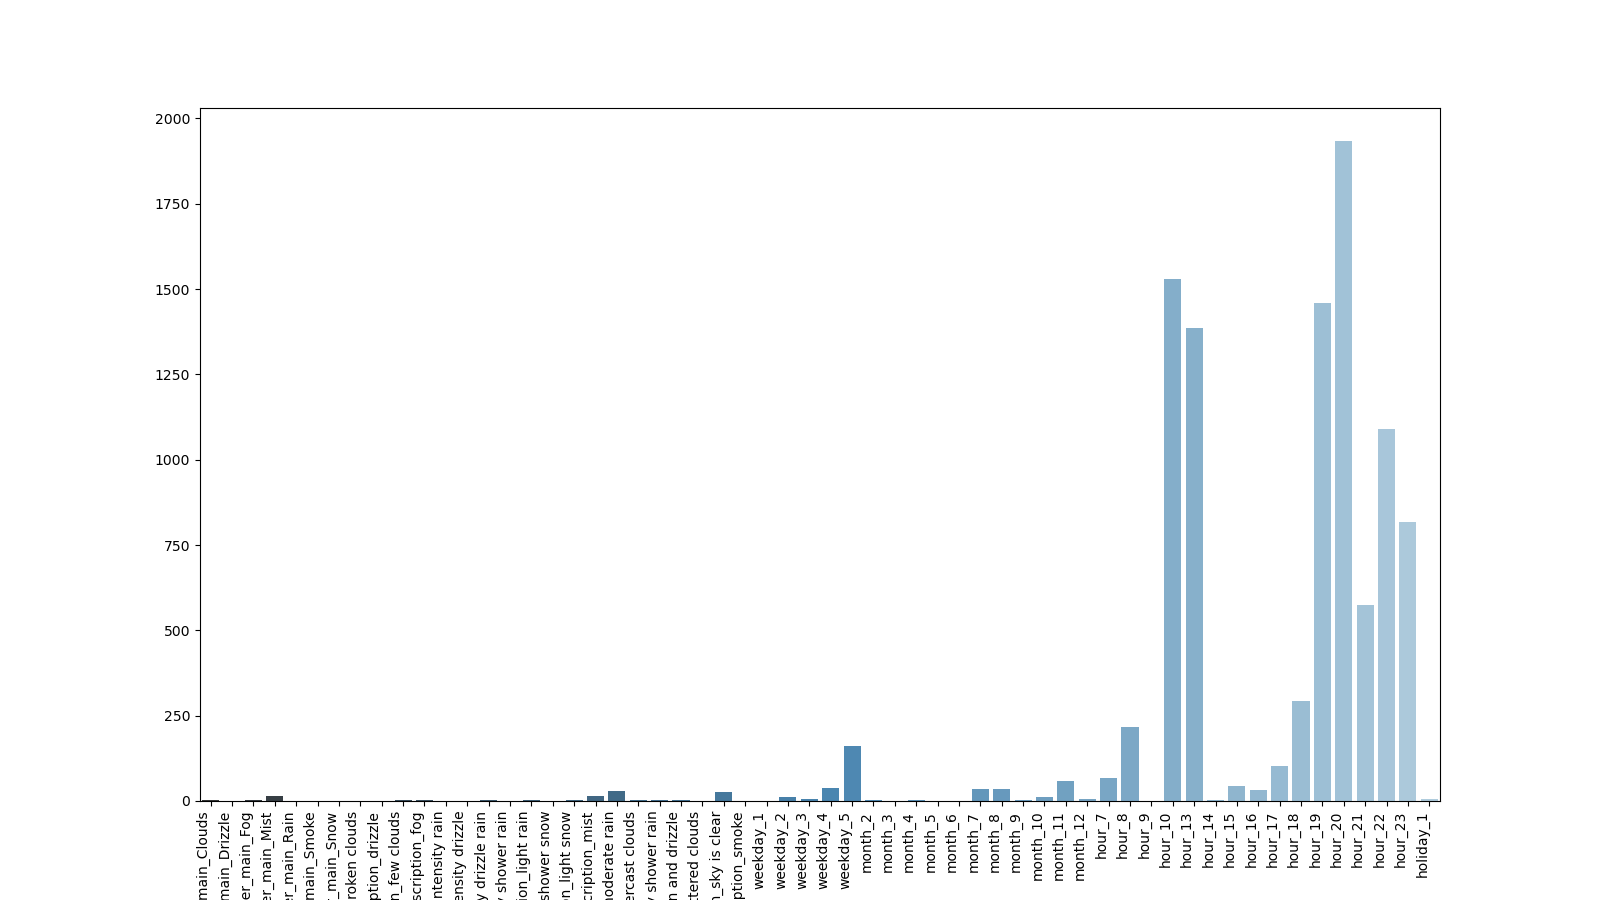 2000
1750
1500
1250
1000
750
500
250
0
main_Clouds
main_Drizzle
er_main_Fog
er_main_Mist
er_main_Rain
main_Smoke
_main_Snow
roken clouds
ption_drizzle
n_few clouds
scription_fog
ntensity rain
ensity drizzle
y drizzle rain
shower rain
ion_light rain
shower snow
n_light snow
cription_mist
moderate rain
ercast clouds
shower rain
n and drizzle
ttered clouds
n_sky is clear
ption_smoke
weekday_1
weekday_2
weekday_3
weekday_4
weekday_5
month_2
month_3
month_4
month_5
month_6
month_7
month_8
month_9
month_10
month_11
month_12
hour_7
hour_8
hour_9
hour_10
hour_13
hour_14
hour_15
hour_16
hour_17
hour_18
hour_19
hour_20
hour_21
hour_22
hour_23
holiday_1